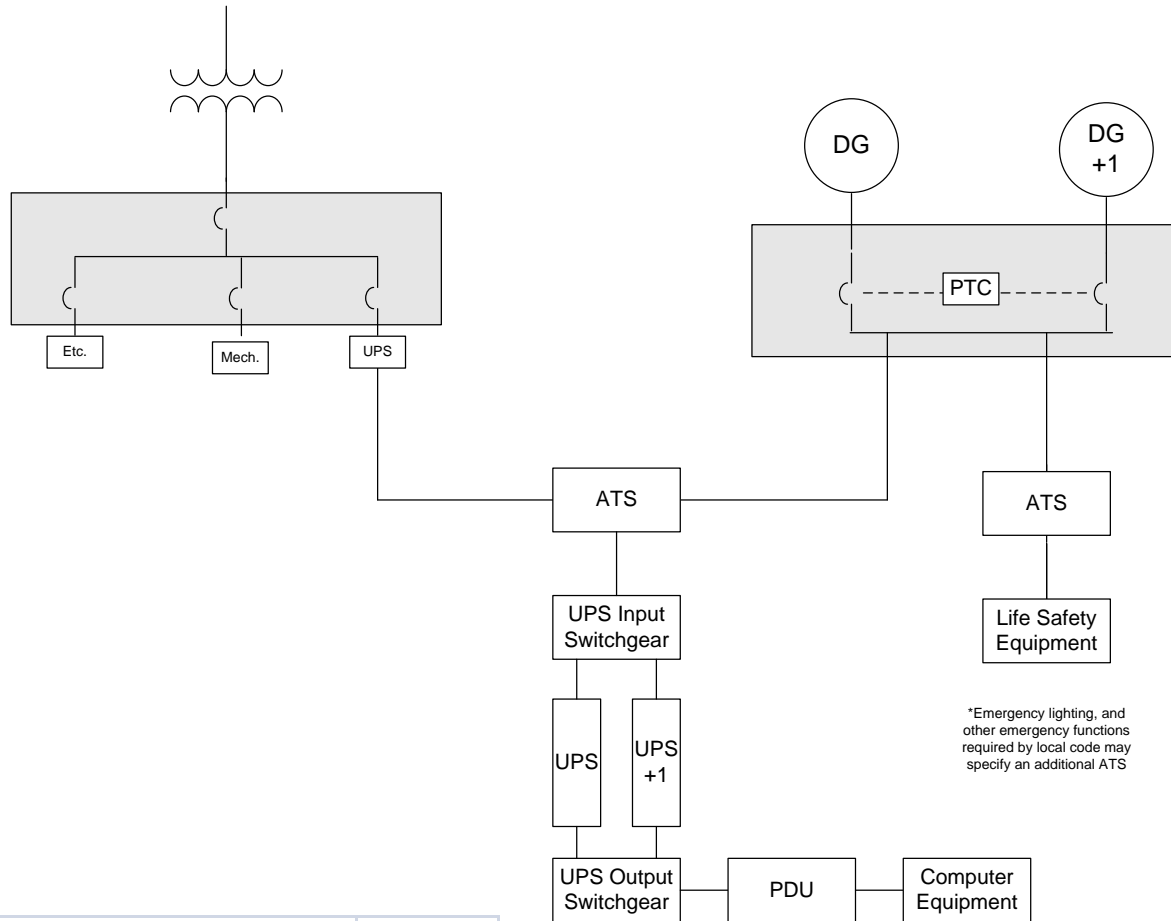 DG
DG
+1
PTC
Etc.
Mech.
UPS
ATS
ATS
UPS Input
Switchgear
Life Safety
Equipment
UPS
UPS
+1
*Emergency lighting, and
other emergency functions
required by local code may
specify an additional ATS
UPS Output
Switchgear
PDU
Computer
Equipment